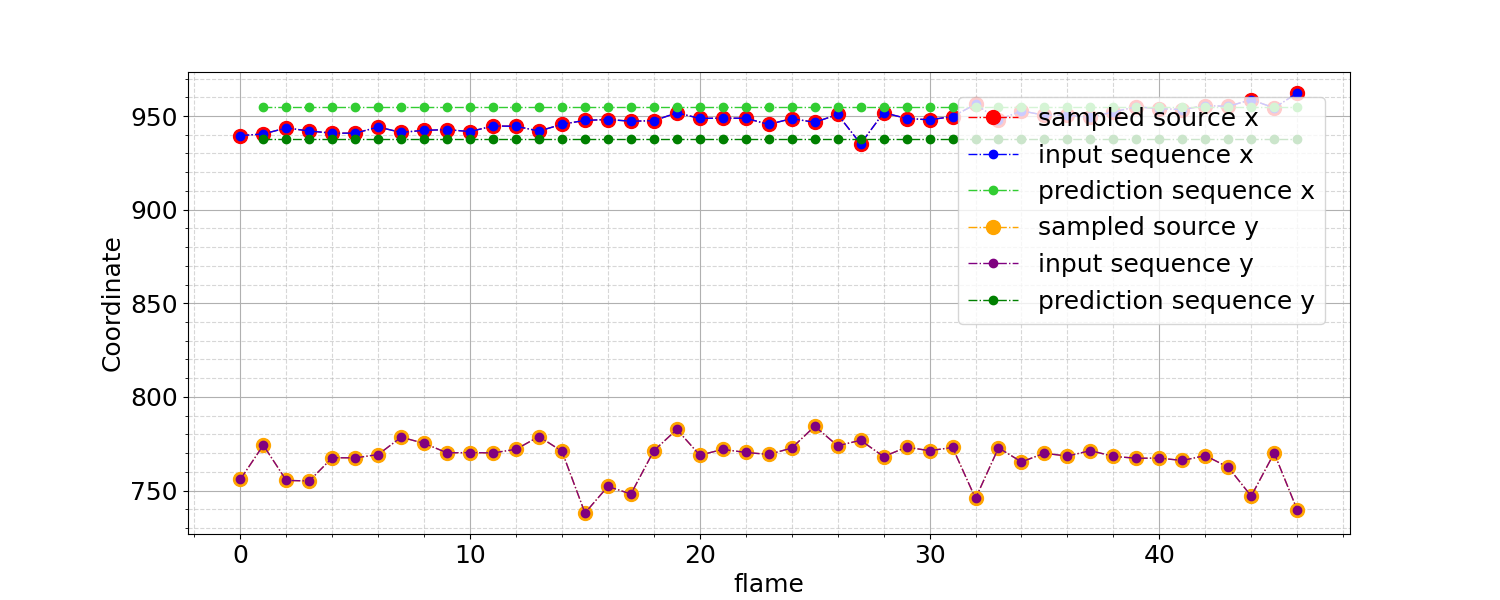 950
900
850
800
750
Coordinate
0
10
20
30
40
flame
sampled source x
input sequence x
prediction sequence x
sampled source y
input sequence y
prediction sequence y